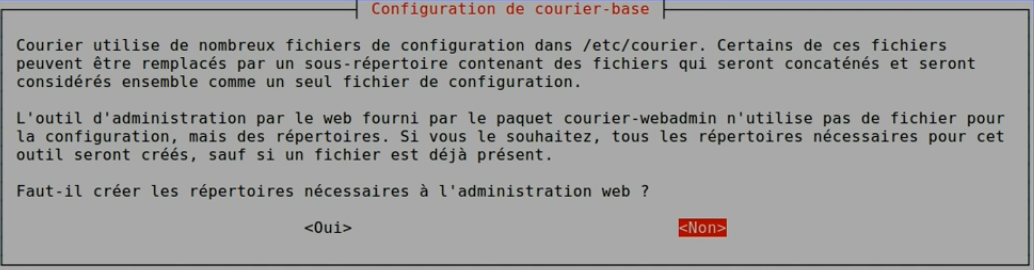 Configuration de courier-base
Courier utilise de nombreux fichiers de configuration dans /etc/courier. Certains de ces fichiers
peuvent être remplacés par un sous-répertoire contenant des fichiers qui seront concaténés et seront
considérés ensemble comme un seul fichier de configuration.
L'outil d'administration par le web fourni par le paquet courier-webadmin n'utilise pas de fichier pour
la configuration, mais des répertoires. Si vous le souhaitez, tous les répertoires nécessaires pour cet
outil seront créés, sauf si un fichier est déjà présent.
Faut-il créer les répertoires nécessaires à l'administration web ?
<Oui> <Non>